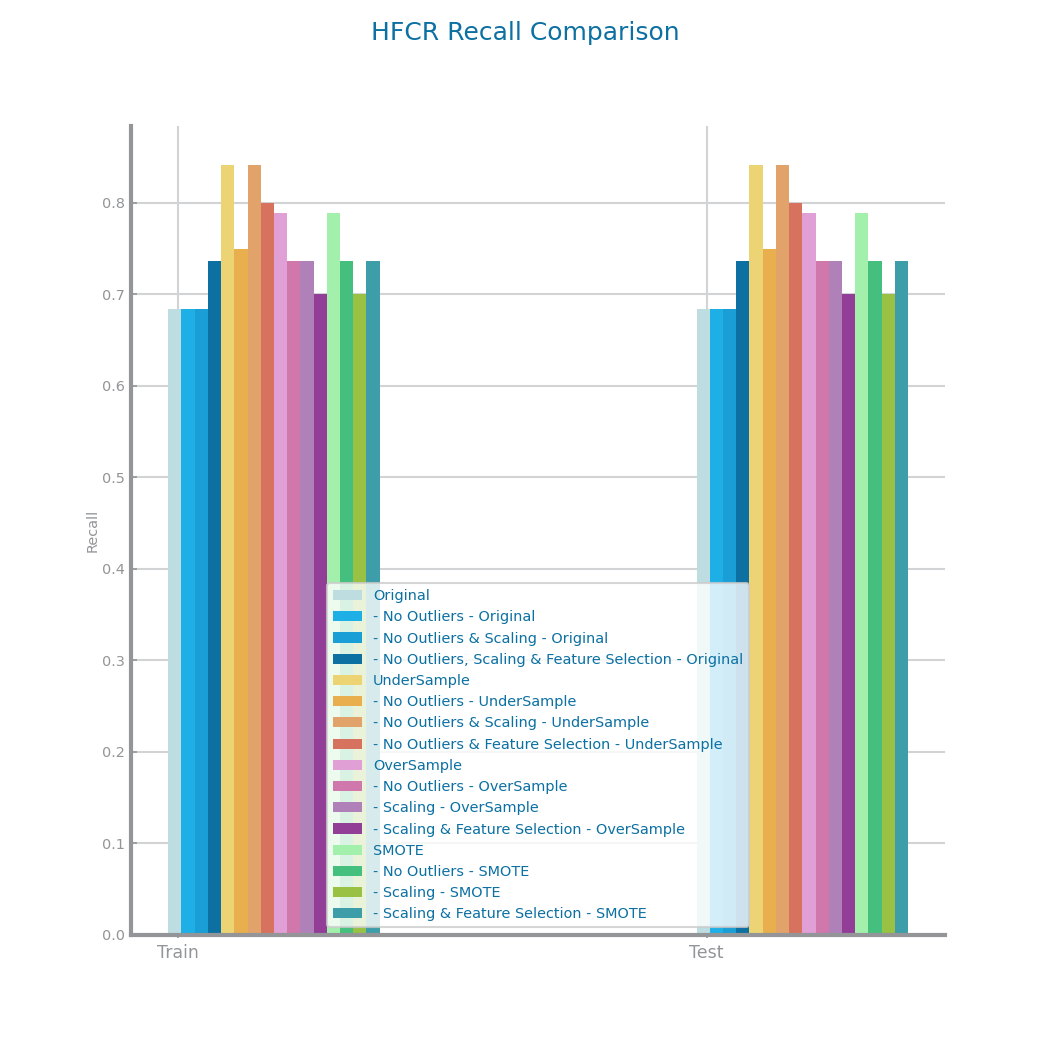 HFCR Recall Comparison
0.8
0.7
0.6
0.5
0.4
0.3
0.2
0.1
0.0
Recall
Original
- No Outliers - Original
- No Outliers & Scaling - Original
- No Outliers, Scaling & Feature Selection - Original
UnderSample
- No Outliers - UnderSample
- No Outliers & Scaling - UnderSample
- No Outliers & Feature Selection - UnderSample
OverSample
- No Outliers - OverSample
- Scaling - OverSample
- Scaling & Feature Selection - OverSample
SMOTE
- No Outliers - SMOTE
- Scaling - SMOTE
- Scaling & Feature Selection - SMOTE
Train
Test